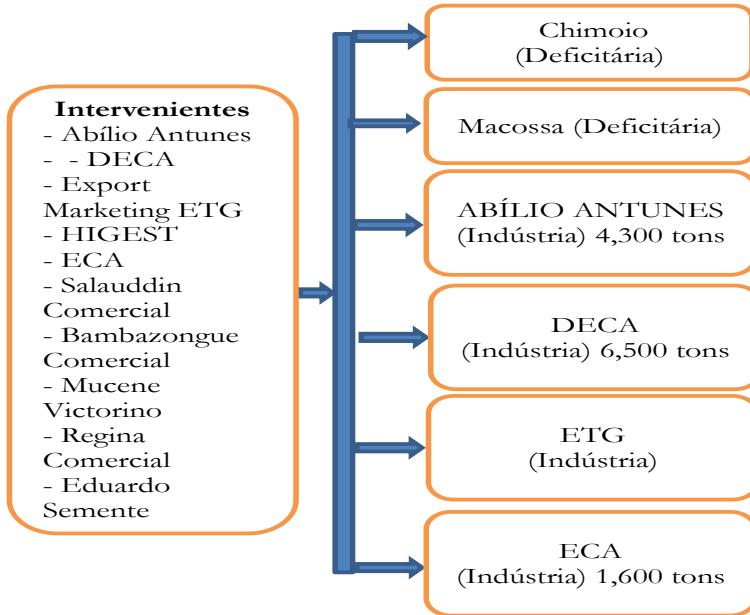 Intervenientes
- Abílio Antunes
- - DECA
- Export
Marketing ETG
- HIGEST
- ECA
- Salauddin
Comercial
- Bambazongue
Comercial
- Mucene
Victorino
- Regina
Comercial
- Eduardo
Semente
Chimoio
(Deficitária)
Macossa (Deficitária)
ABÍLIO ANTUNES
(Indústria) 4,300 tons
DECA
(Indústria) 6,500 tons
ETG
(Indústria)
ECA
(Indústria) 1,600 tons